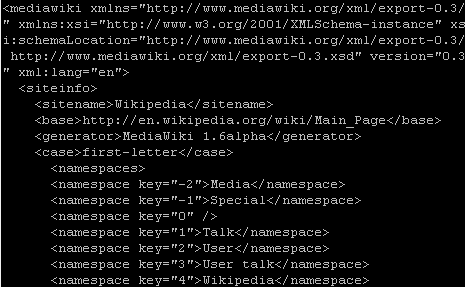 <mediawiki xmlns="http://www.mediawiki.org/xml/export-0.3/
" xmlns:xsi="http://www.w3.org/2001/XMLSchema-instance" xs
i:schemaLocation="http://www.mediawiki.org/xml/export-0.3/
http://www.mediawiki.org/xml/export-0.3.xsd" version="0.3
" xml:lang="en">
<siteinfo>
<sitename>Wikipedia</sitename>
<base>http://en.wikipedia.org/wiki/Main_Page</base>
<generator>MediaWiki 1.6alpha</generator>
<case>first-letter</case>
<namespaces>
<namespace key="-2">Media</namespace>
<namespace key="-1">Special</namespace>
<namespace key="0" />
<namespace key="1">Talk</namespace>
<namespace key="2">User</namespace>
<namespace key="3">User talk</namespace>
<namespace key="4">Wikipedia</namespace>